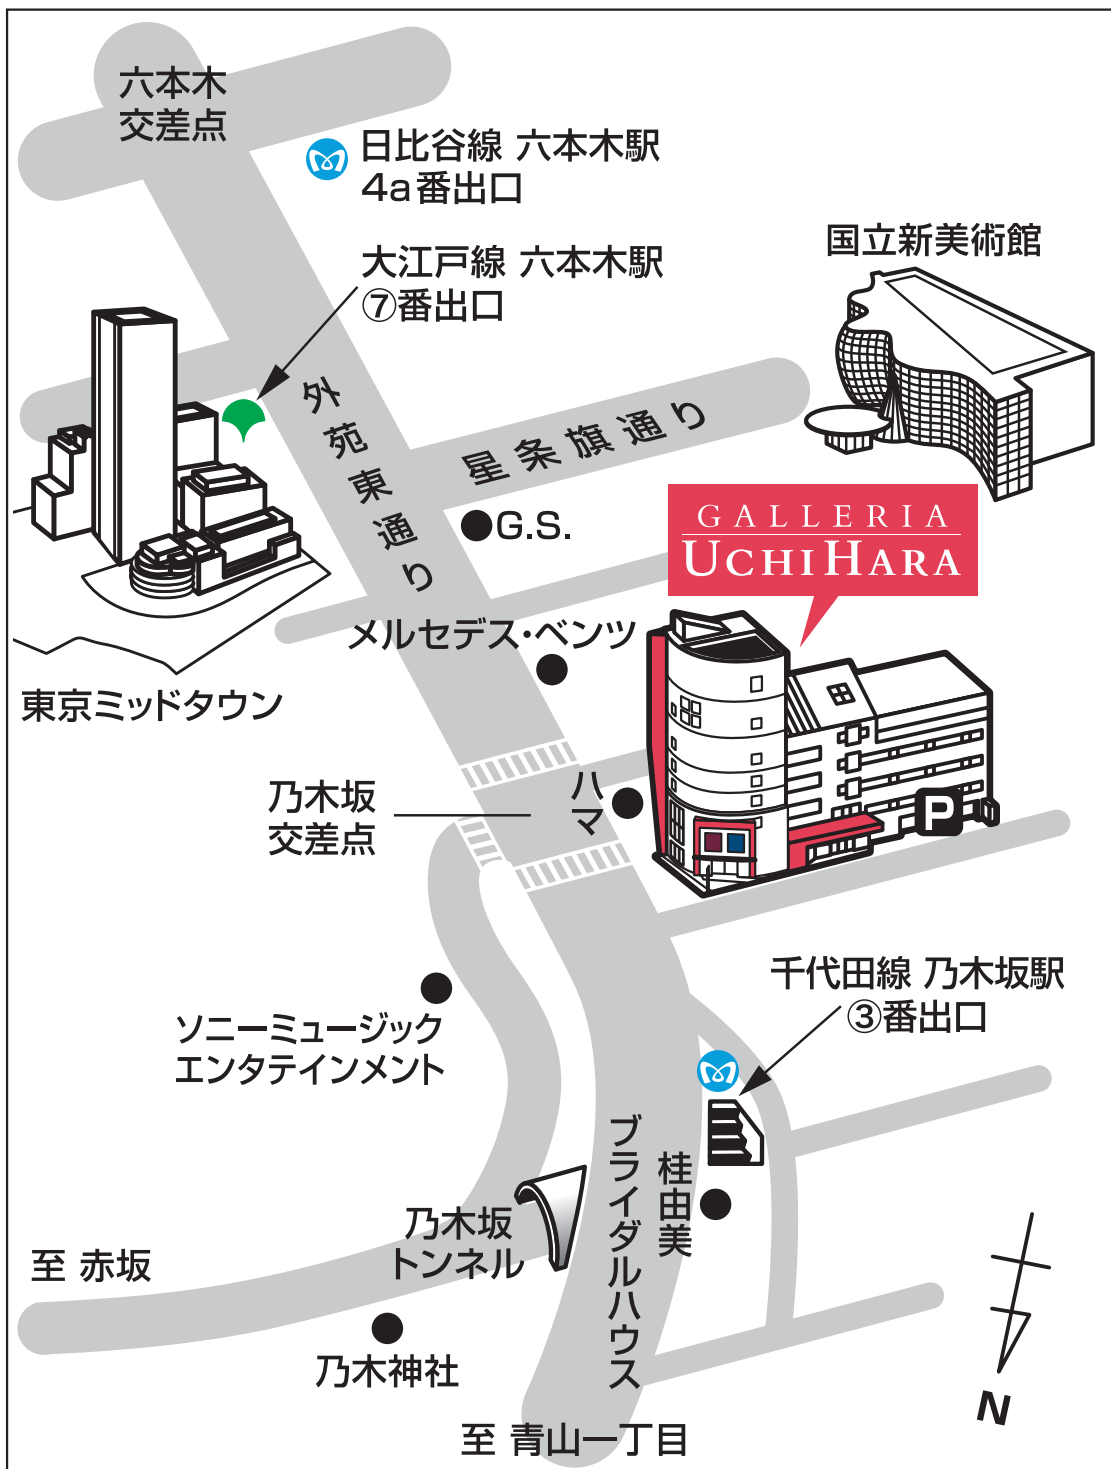 六本木
交差点
日比谷線 六本木駅
4a番出口
大江戸線 六本木駅
⑦番出口
国立新美術館
外苑東通り
星条旗通り
G.S.
GALLERIA
UCHIHARA
メルセデス・ベンツ
東京ミッドタウン
乃木坂
交差点
ハマ
P
千代田線 乃木坂駅
③番出口
ソニーミュージック
エンタテインメント
桂由美
ブライダルハウス
乃木坂
トンネル
至 赤坂
乃木神社
至 青山一丁目
N